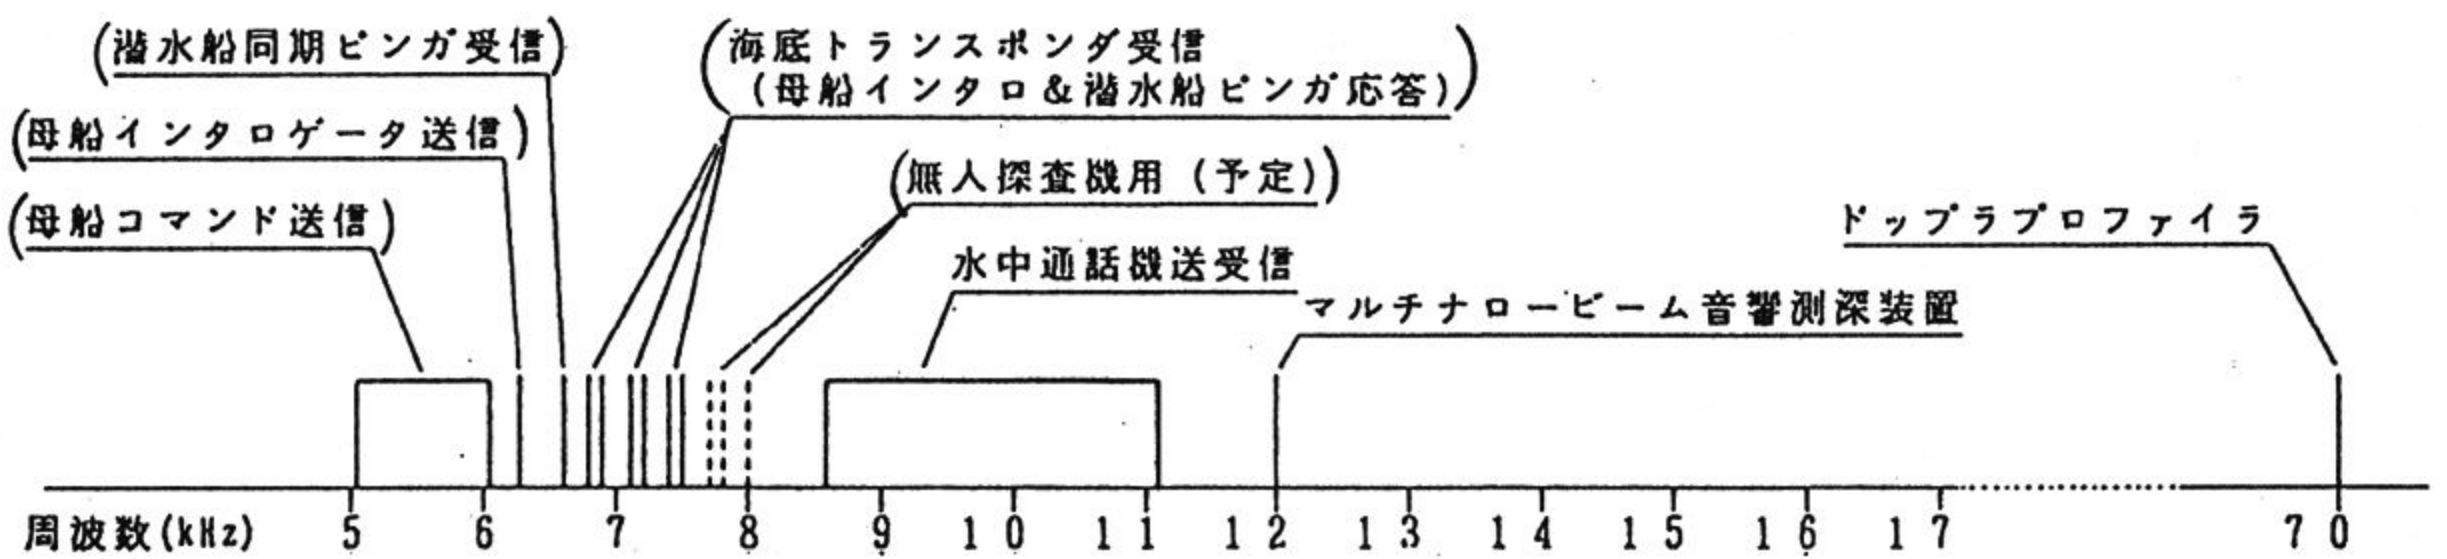 (潜水船同期ピンガ受信)
(海底トランスポンダ受信
(母船インタロ&潜水船ピンガ応答))
(母船インタロゲータ送信)
(無人探査機用(予定))
(母船コマンド送信)
ドップラプロファイラ
水中通話機送受信
マルチナロービーム音響測深装置
周波数(kHz) 5 6 7 8 9 10 11 12 13 14 15 16 17 70